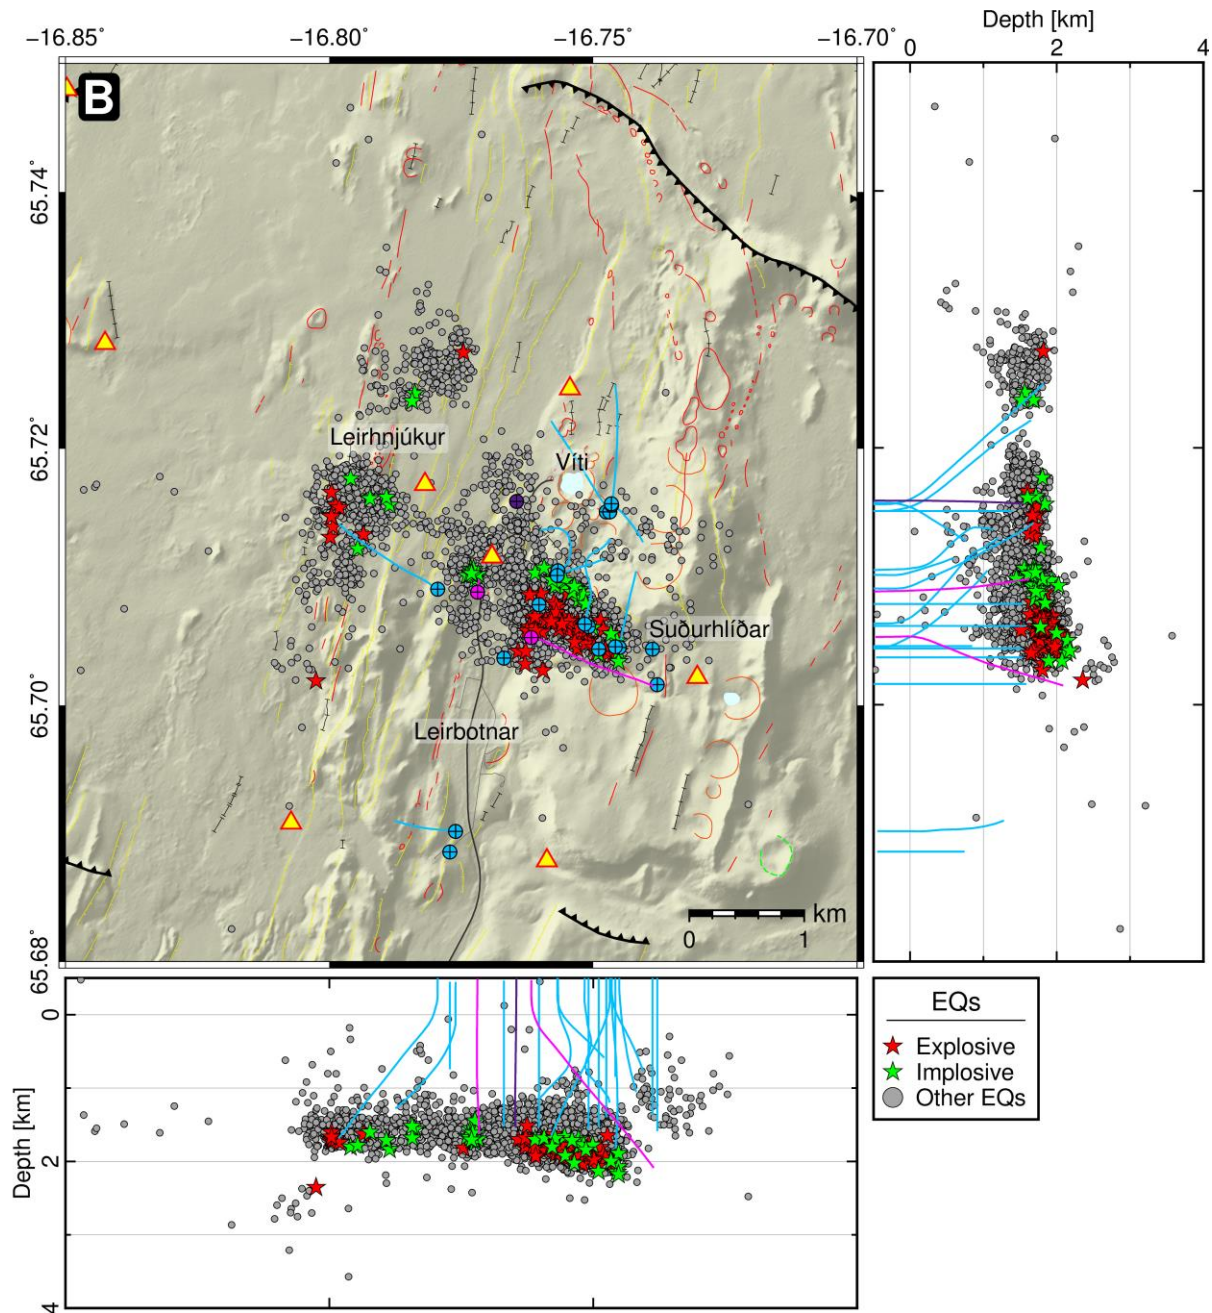 Depth [km]
−16.85˚ −16.80˚ −16.75˚ −16.70˚ 0 2 4
B
65.74˚
65.72˚
Leirhnjúkur
Víti
Suðurhlíðar
65.70˚
Leirbotnar
km
0 1
65.68˚
EQs
Explosive
Implosive
Other EQs
Depth [km]
0
2
4